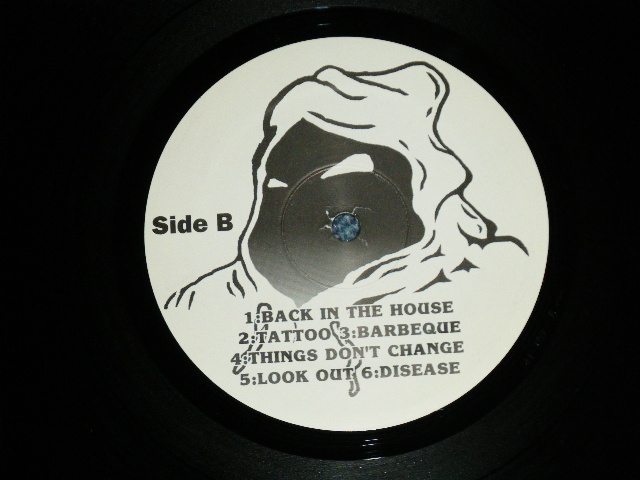 Side B
1:BACK IN THE HOUSE
2:TATTOO 3:BARBEQUE
4:THINGS DON'T CHANGE
5:LOOK OUT 6:DISEASE